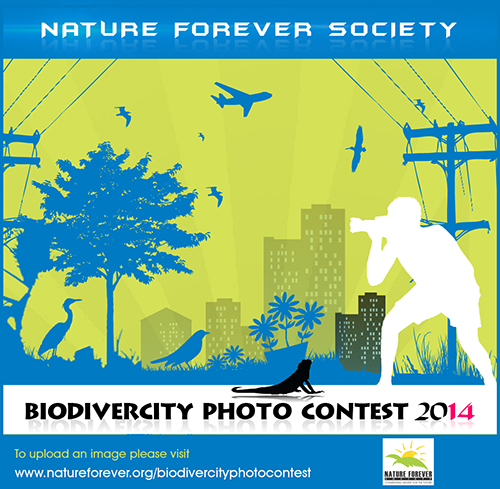 NATURE FOREVER SOCIETY
BIODIVERCITY PHOTO CONTEST 2014
To upload an image please visit
www.natureforever.org/biodivercityphotocontest
NATURE FOREVER
SOCIETY